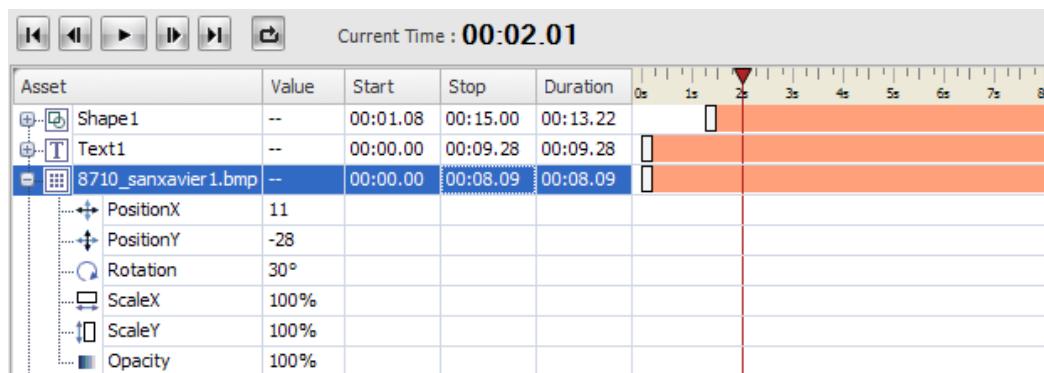 Current Time : 00:02.01
Asset Value Start Stop Duration 0s 1s 2s 3s 4s 5s 6s 7s 8
Shape1 -- 00:01.08 00:15.00 00:13.22
Text1 -- 00:00.00 00:09.28 00:09.28
8710_sanxavier1.bmp -- 00:00.00 00:08.09 00:08.09
PositionX 11
PositionY -28
Rotation 30°
ScaleX 100%
ScaleY 100%
Opacity 100%